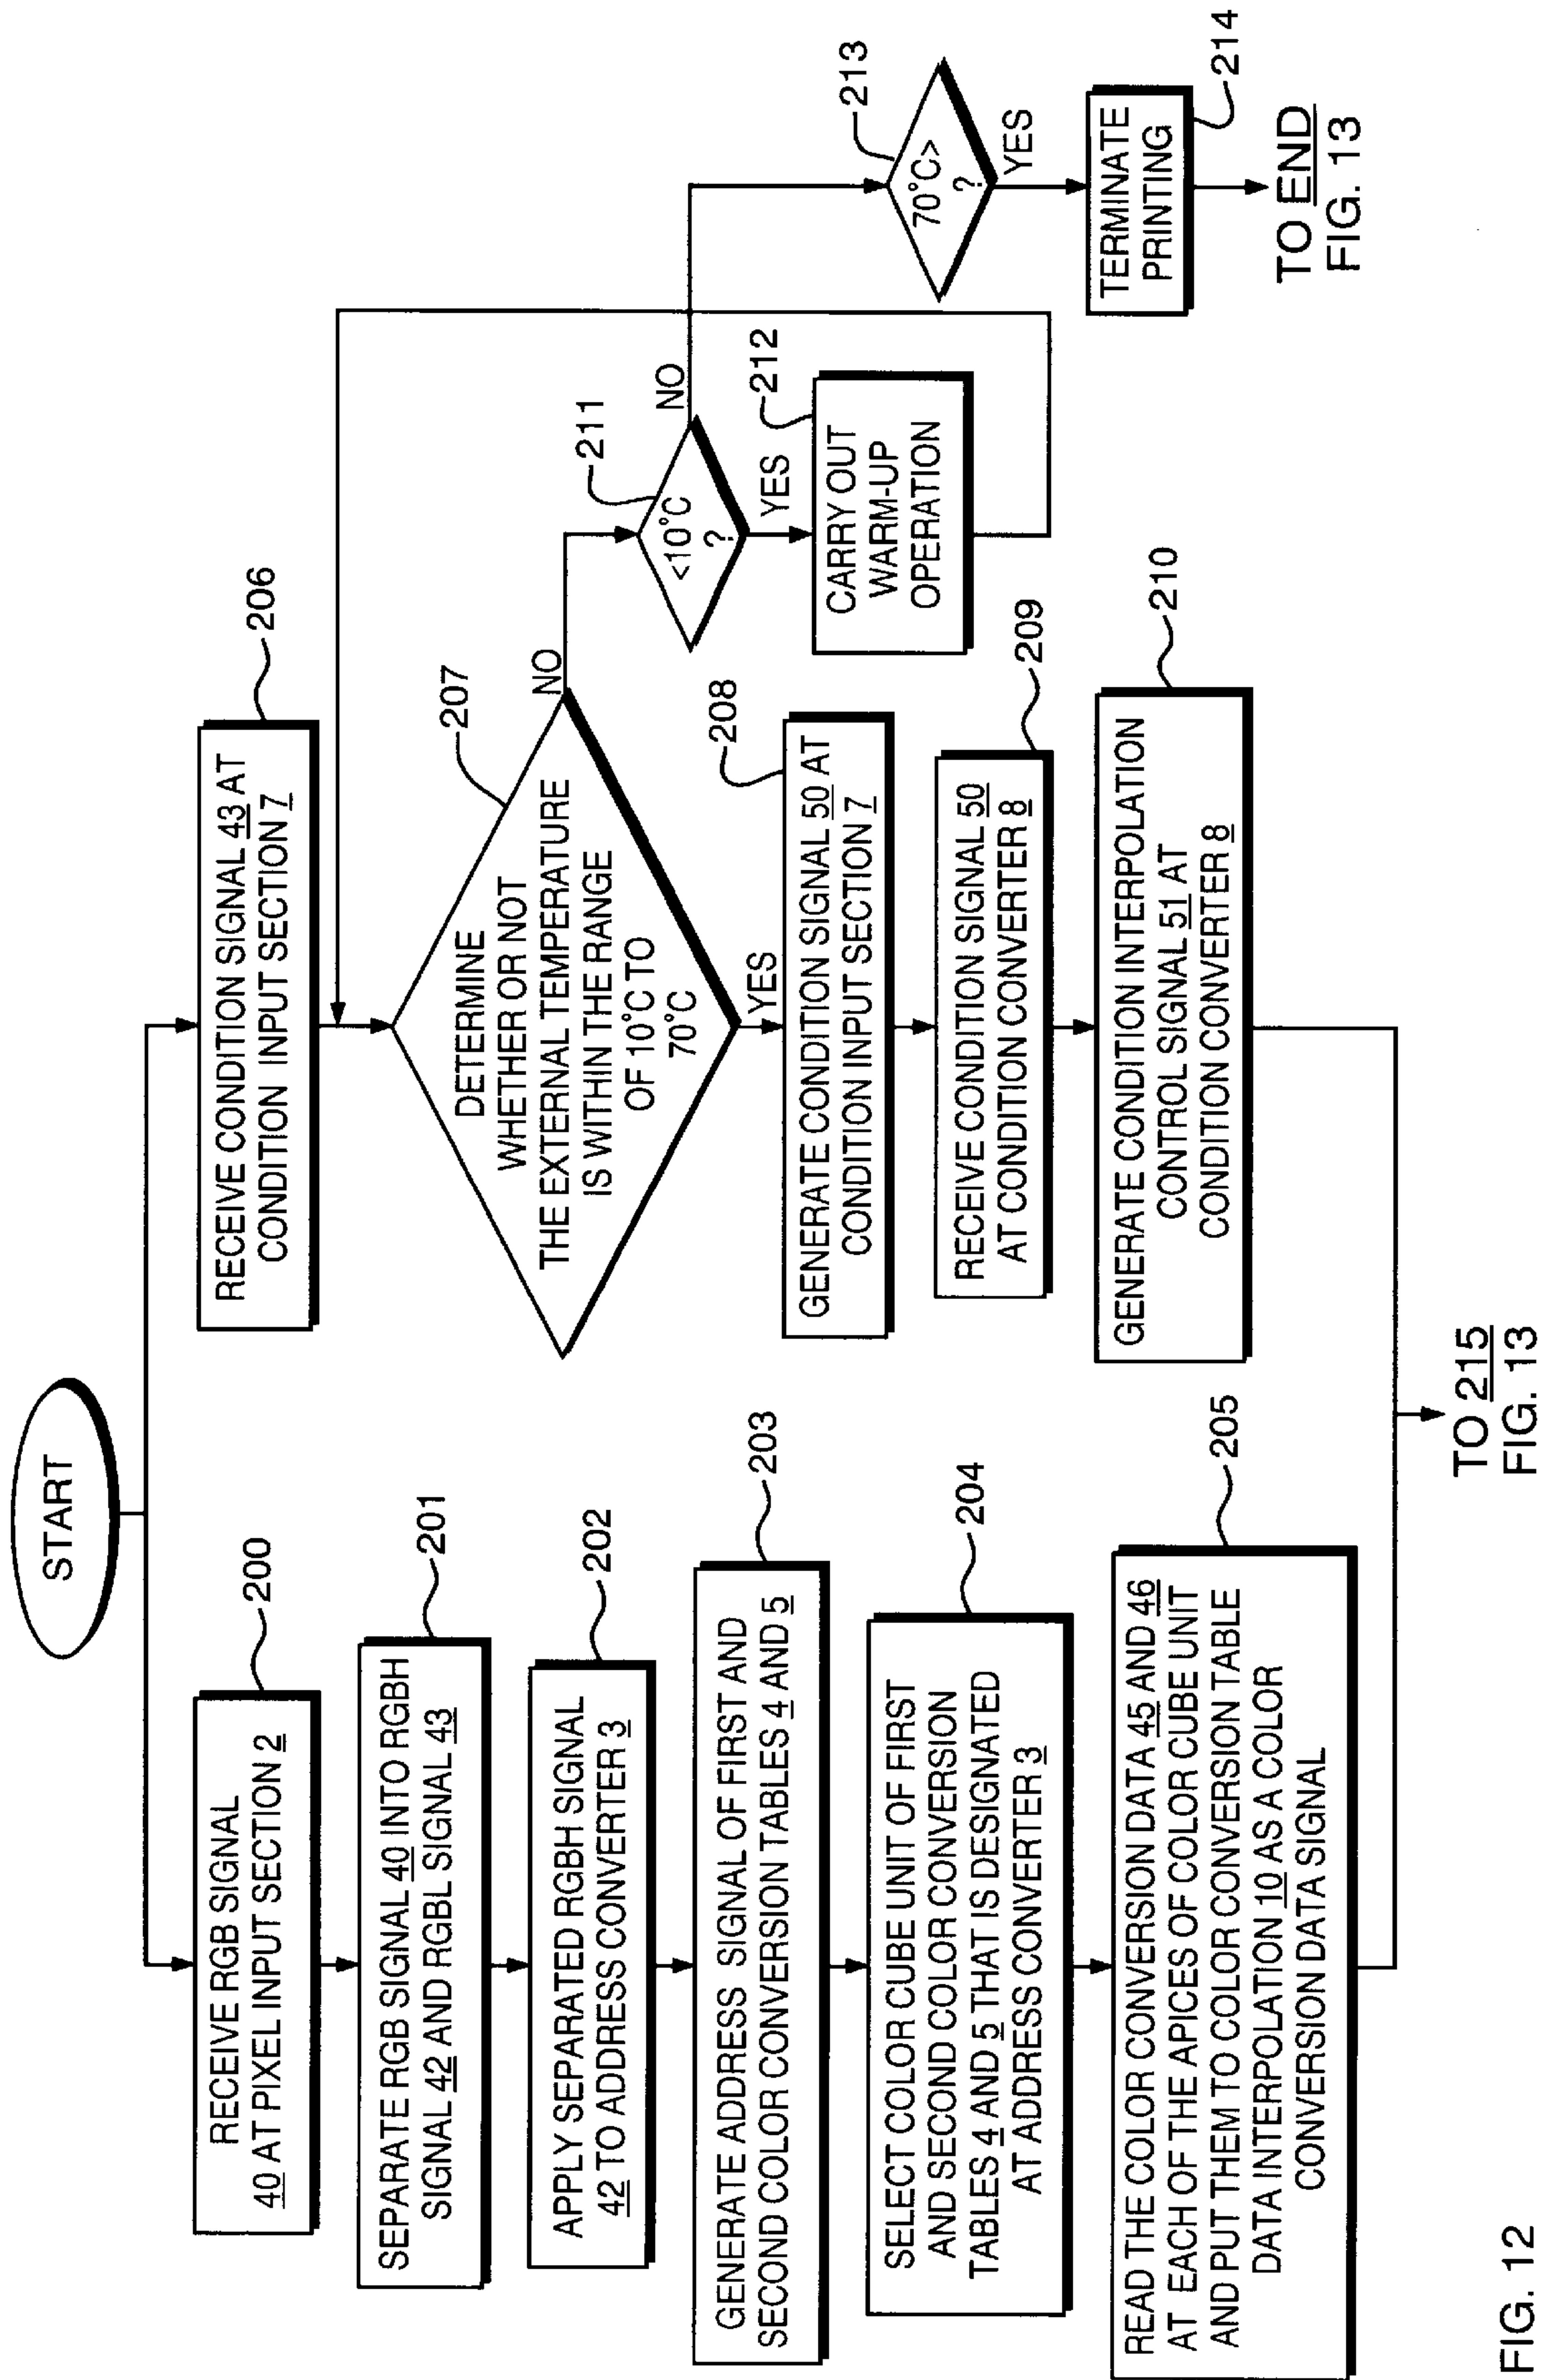 START
200
RECEIVE RGB SIGNAL
40 AT PIXEL INPUT SECTION 2
201
SEPARATE RGB SIGNAL 40 INTO RGBH
SIGNAL 42 AND RGBL SIGNAL 43
202
APPLY SEPARATED RGBH SIGNAL
42 TO ADDRESS CONVERTER 3
203
GENERATE ADDRESS SIGNAL OF FIRST AND
SECOND COLOR CONVERSION TABLES 4 AND 5
204
SELECT COLOR CUBE UNIT OF FIRST
AND SECOND COLOR CONVERSION
TABLES 4 AND 5 THAT IS DESIGNATED
AT ADDRESS CONVERTER 3
205
READ THE COLOR CONVERSION DATA 45 AND 46
AT EACH OF THE APICES OF COLOR CUBE UNIT
AND PUT THEM TO COLOR CONVERSION TABLE
DATA INTERPOLATION 10 AS A COLOR
CONVERSION DATA SIGNAL
206
RECEIVE CONDITION SIGNAL 43 AT
CONDITION INPUT SECTION 7
207
DETERMINE
WHETHER OR NOT
THE EXTERNAL TEMPERATURE
IS WITHIN THE RANGE
OF 10°C TO
70°C
NO
YES
208
GENERATE CONDITION SIGNAL 50 AT
CONDITION INPUT SECTION 7
209
RECEIVE CONDITION SIGNAL 50
AT CONDITION CONVERTER 8
210
GENERATE CONDITION INTERPOLATION
CONTROL SIGNAL 51 AT
CONDITION CONVERTER 8
211
<10°C
?
NO
YES
212
CARRY OUT
WARM-UP
OPERATION
213
70°C>
?
YES
214
TERMINATE
PRINTING
TO END
FIG. 13
TO 215
FIG. 13
FIG. 12